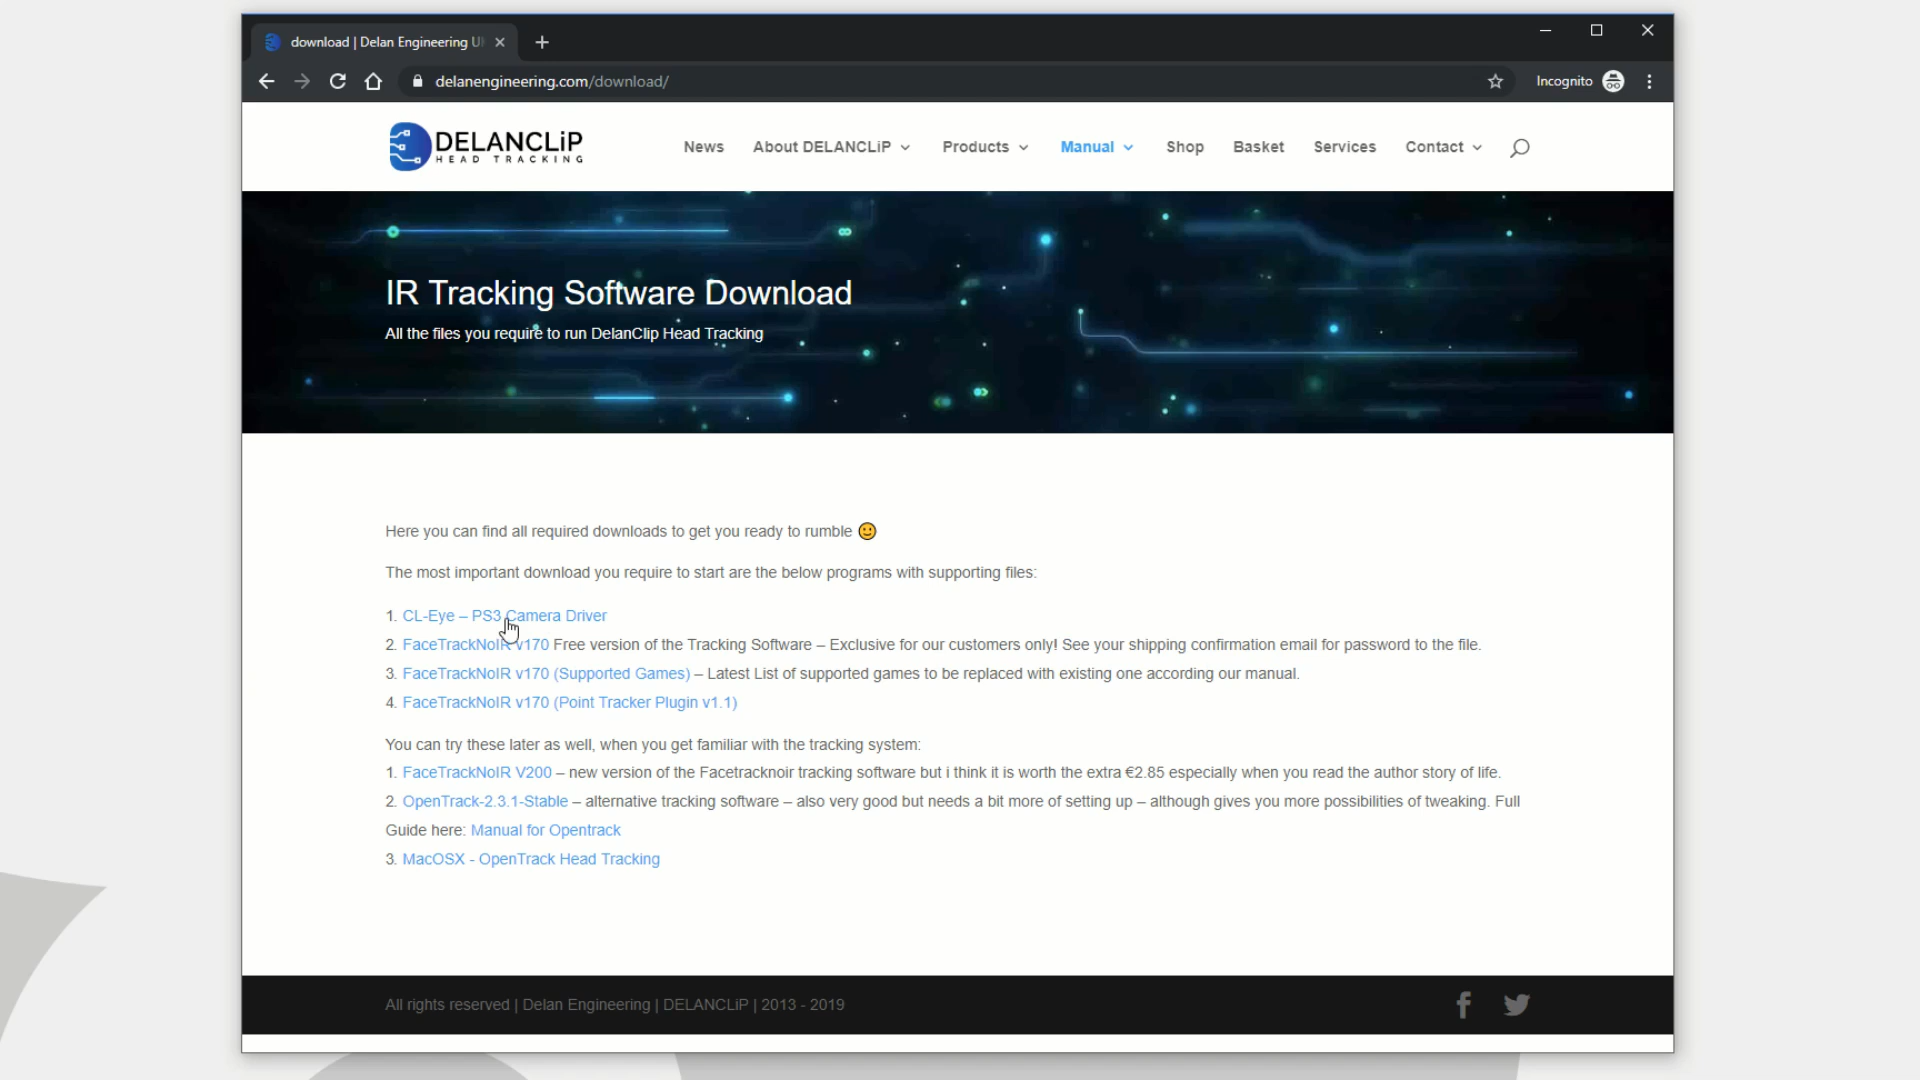 download | Delan Engineering U
delanengineering.com/download/
Incognito
DELANCLiP
HEAD TRACKING
News
About DELANCLiP
Products
Manual
Shop
Basket
Services
Contact
IR Tracking Software Download
All the files you require to run DelanClip Head Tracking
Here you can find all required downloads to get you ready to rumble 🙂
The most important download you require to start are the below programs with supporting files:
1. CL-Eye – PS3 Camera Driver
2. FaceTrackNoIR v170 Free version of the Tracking Software – Exclusive for our customers only! See your shipping confirmation email for password to the file.
3. FaceTrackNoIR v170 (Supported Games) – Latest List of supported games to be replaced with existing one according our manual.
4. FaceTrackNoIR v170 (Point Tracker Plugin v1.1)
You can try these later as well, when you get familiar with the tracking system:
1. FaceTrackNoIR V200 – new version of the Facetracknoir tracking software but i think it is worth the extra €2.85 especially when you read the author story of life.
2. OpenTrack-2.3.1-Stable – alternative tracking software – also very good but needs a bit more of setting up – although gives you more possibilities of tweaking. Full
Guide here: Manual for Opentrack
3. MacOSX - OpenTrack Head Tracking
All rights reserved | Delan Engineering | DELANCLiP | 2013 - 2019